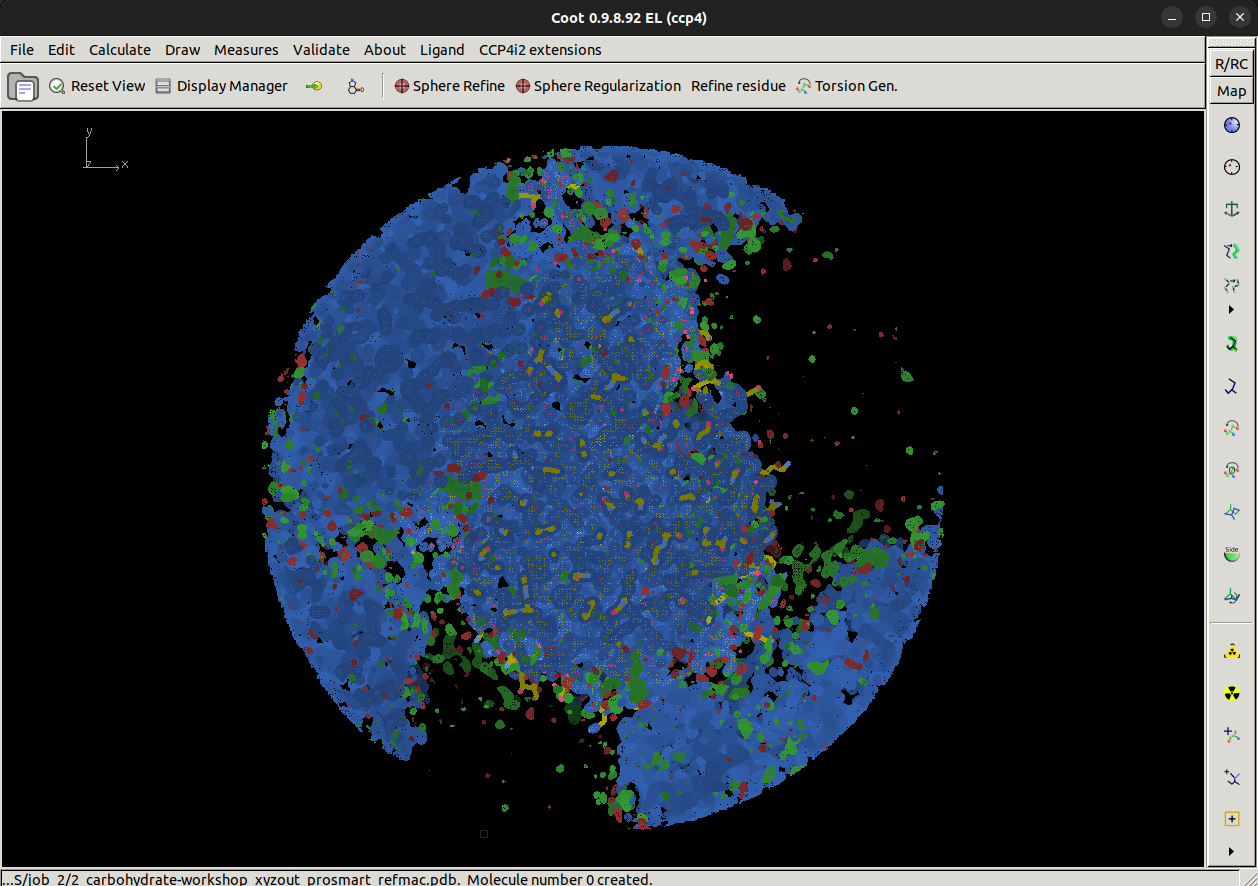 Coot 0.9.8.92 EL (ccp4)
File Edit Calculate Draw Measures Validate About Ligand CCP4i2 extensions
R/RC
Reset View Display Manager Sphere Refine Sphere Regularization Refine residue Torsion Gen.
Map
y
z x
Side
...S/job_2/2_carbohydrate-workshop_xyzout_prosmart_refmac.pdb. Molecule number 0 created.